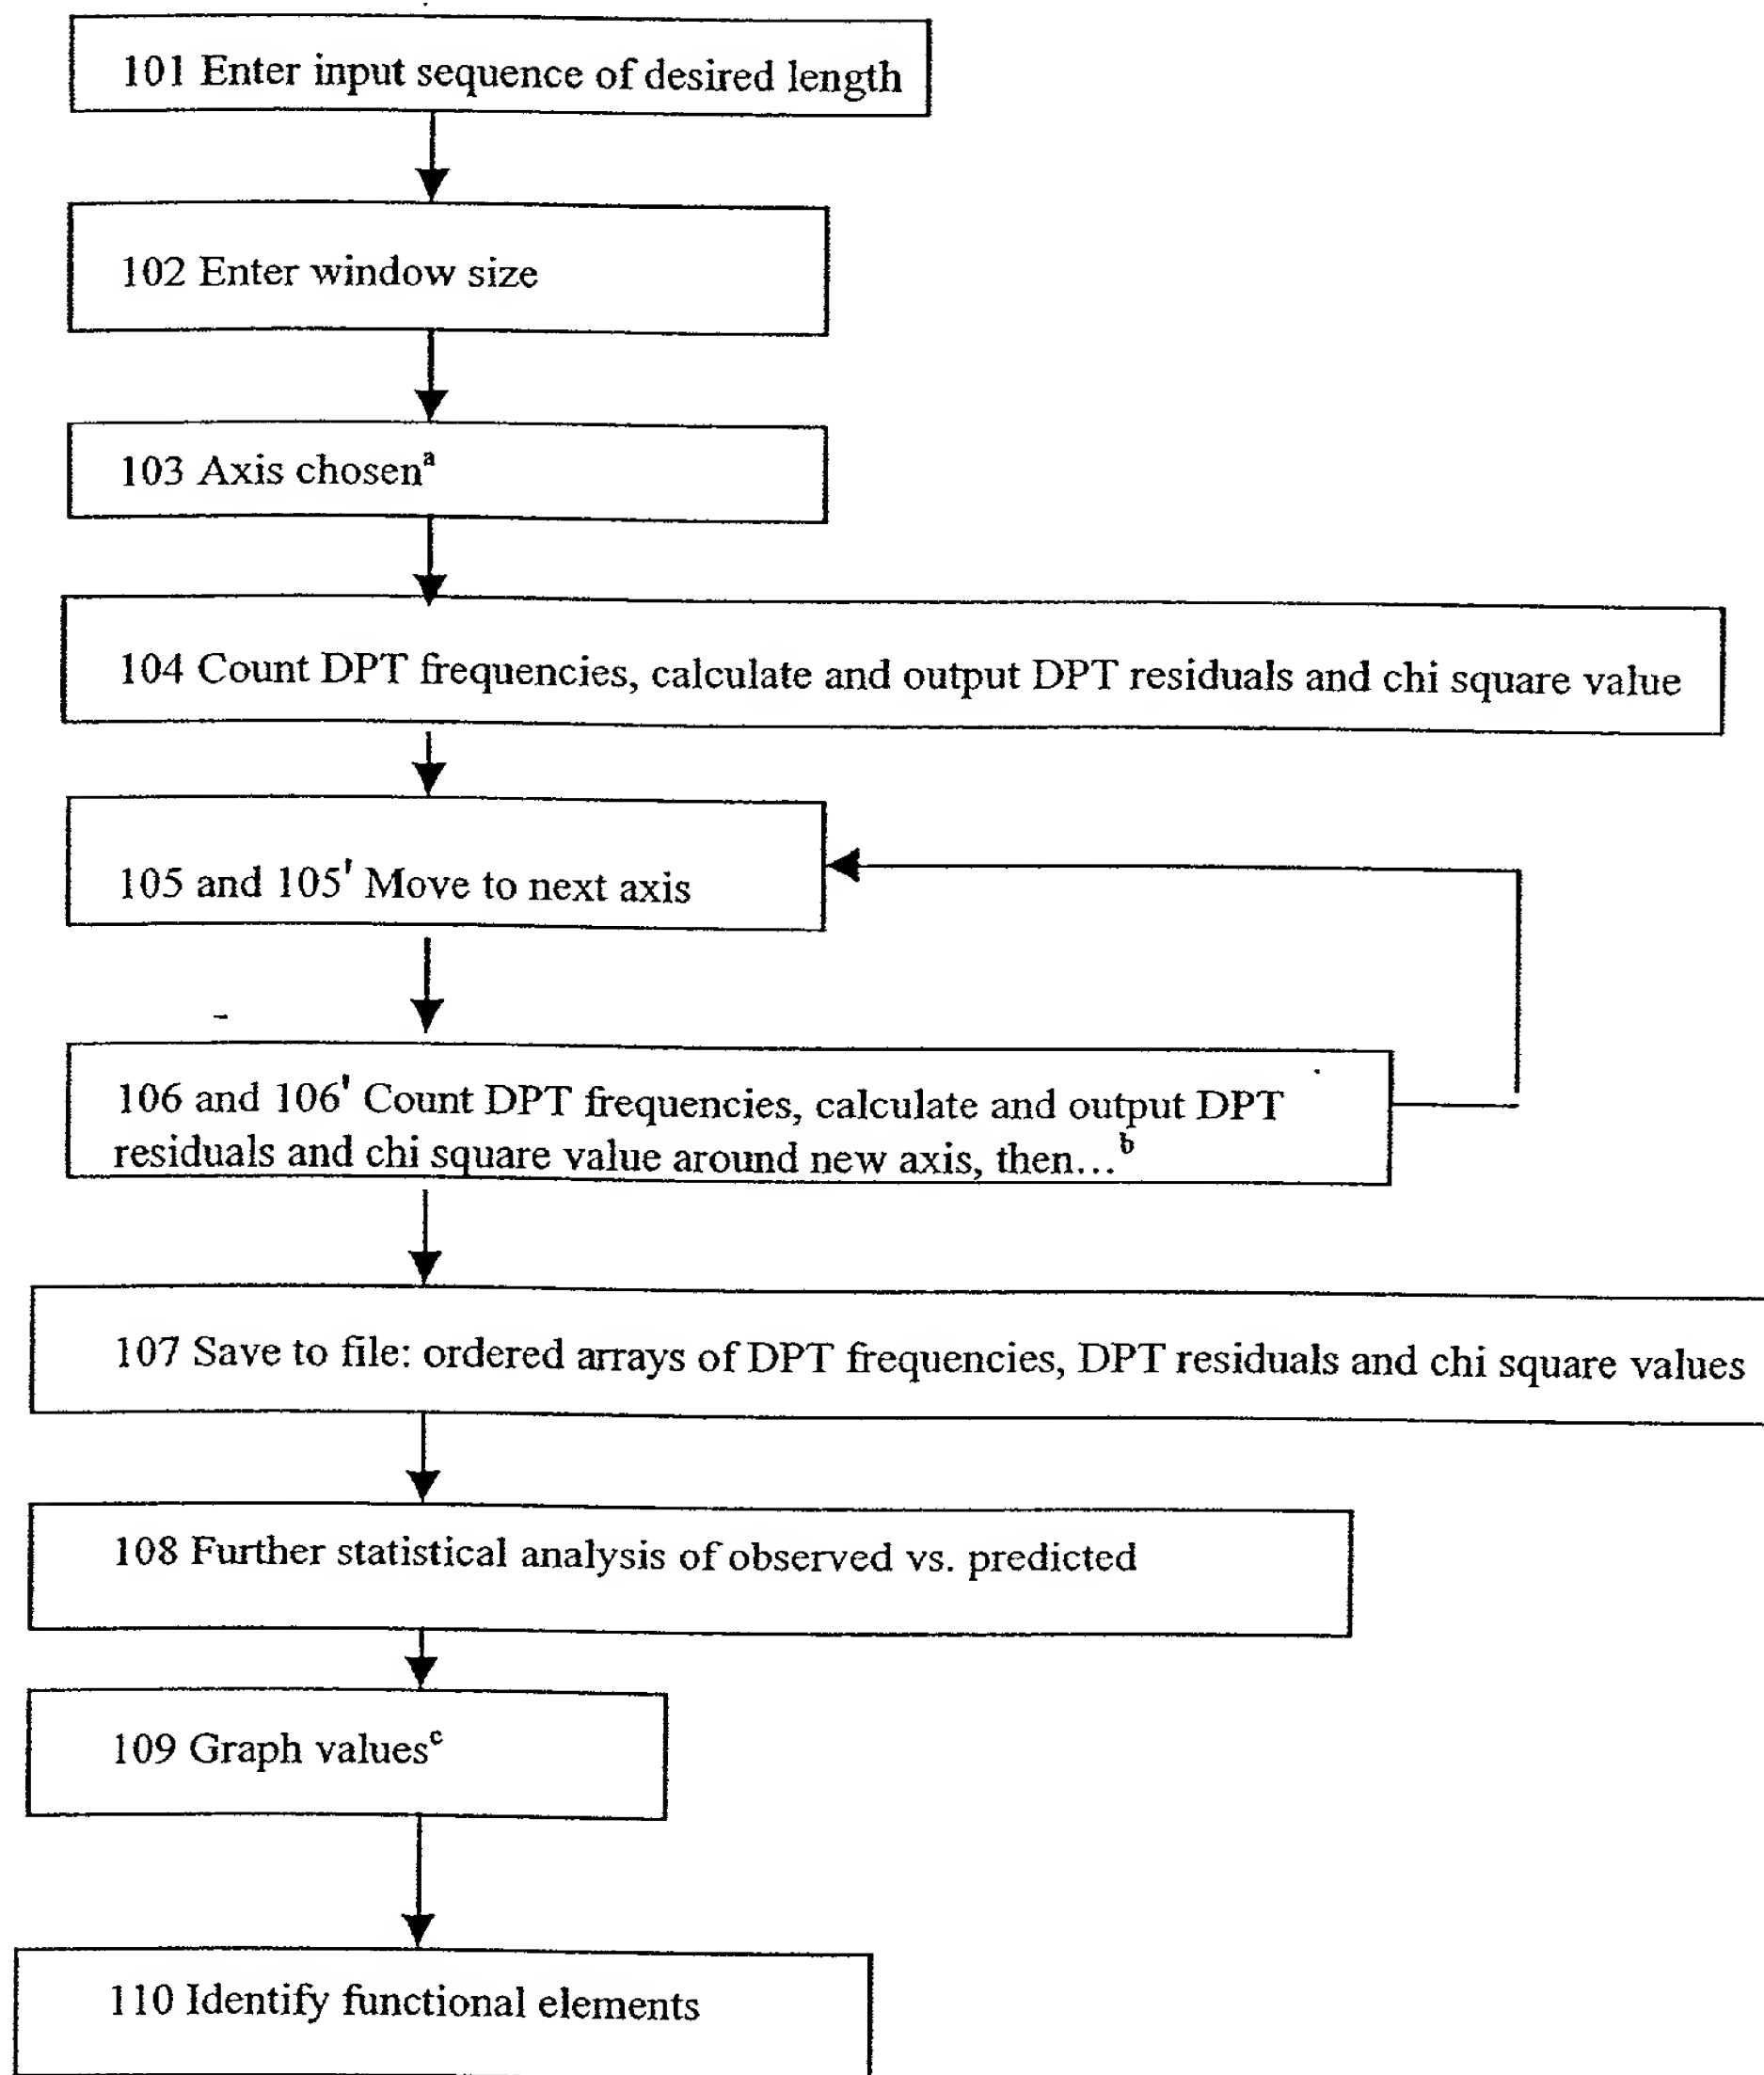 101 Enter input sequence of desired length
102 Enter window size
103 Axis chosenᵃ
104 Count DPT frequencies, calculate and output DPT residuals and chi square value
105 and 105' Move to next axis
106 and 106' Count DPT frequencies, calculate and output DPT
residuals and chi square value around new axis, then...ᵇ
107 Save to file: ordered arrays of DPT frequencies, DPT residuals and chi square values
108 Further statistical analysis of observed vs. predicted
109 Graph valuesᶜ
110 Identify functional elements